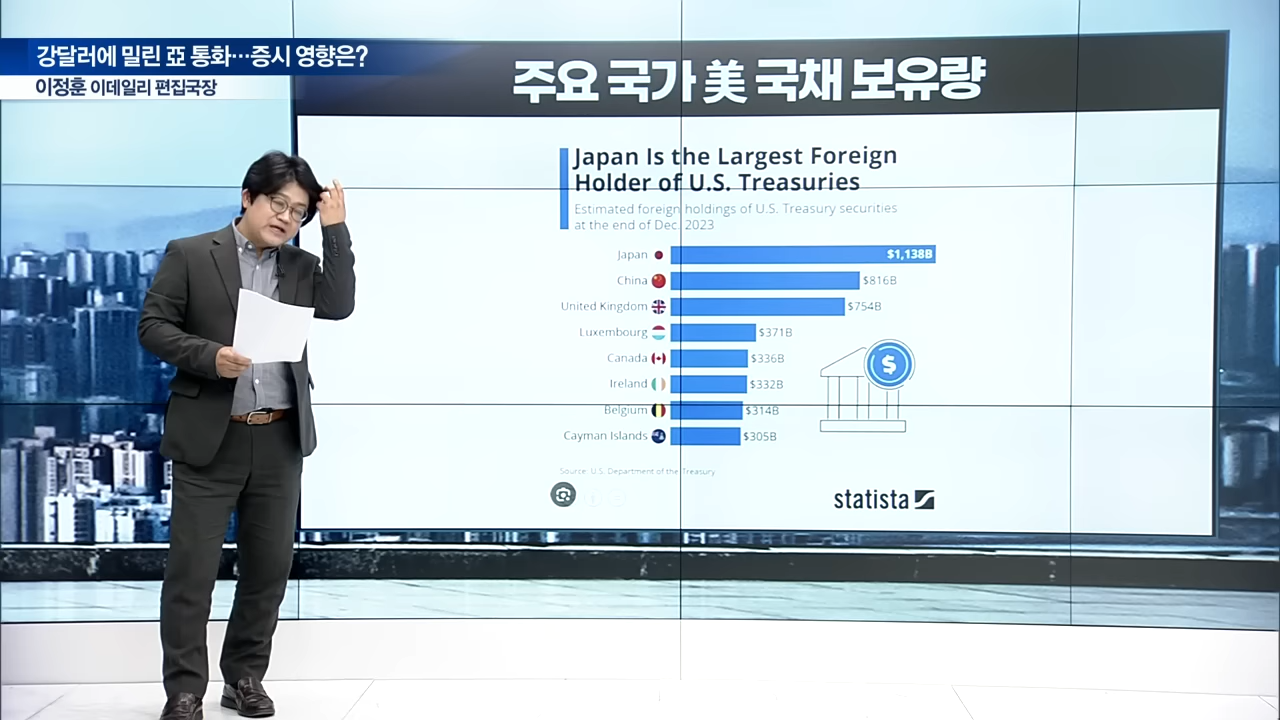 강달러에 밀린 亞 통화…증시 영향은?
이정훈 이데일리 편집국장
주요 국가 美 국채 보유량
Japan Is the Largest Foreign
Holder of U.S. Treasuries
Estimated foreign holdings of U.S. Treasury securities
at the end of Dec. 2023
Japan $1,138B
China $816B
United Kingdom $754B
Luxembourg $371B
Canada $336B
Ireland $332B
Belgium $314B
Cayman Islands $305B
$
Source: U.S. Department of the Treasury
statista